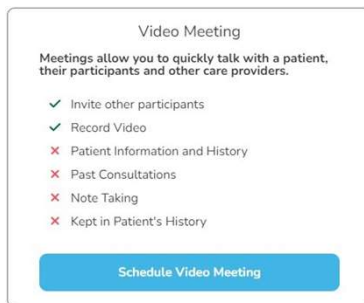 Video Meeting
Meetings allow you to quickly talk with a patient,
their participants and other care providers.
Invite other participants
Record Video
Patient Information and History
Past Consultations
Note Taking
Kept in Patient's History
Schedule Video Meeting